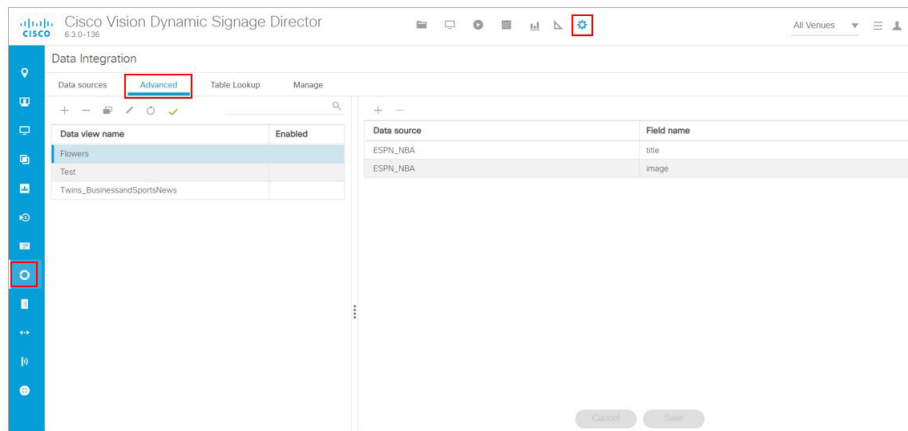 CISCO
Cisco Vision Dynamic Signage Director
6.3.0-136
All Venues
Data Integration
Data sources
Advanced
Table Lookup
Manage
Data view name
Enabled
Flowers
Test
Twins_BusinessandSportsNews
Data source
Field name
ESPN_NBA
title
ESPN_NBA
image
Cancel
Save